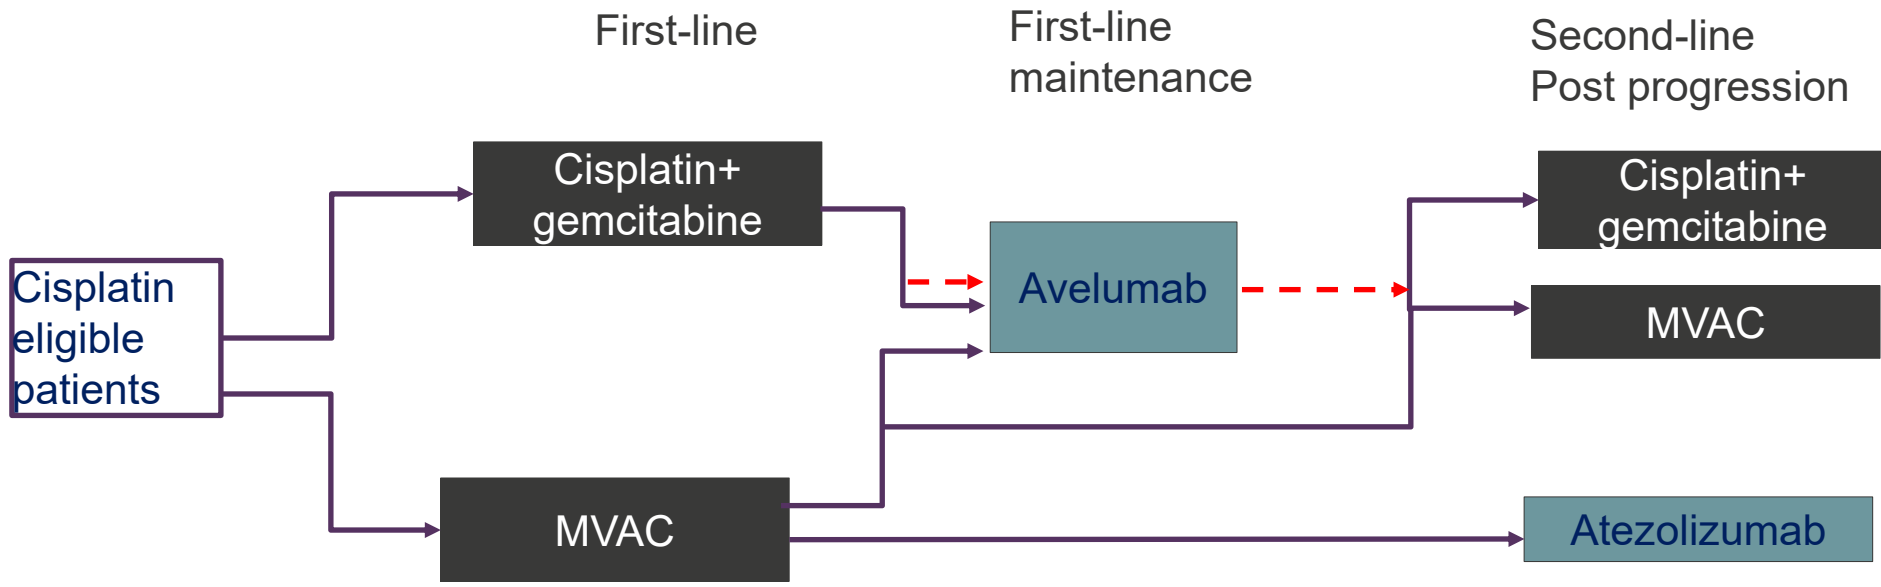 First-line
First-line
maintenance
Second-line
Post progression
Cisplatin+
gemcitabine
Cisplatin+
gemcitabine
Cisplatin
eligible
patients
Avelumab
MVAC
MVAC
Atezolizumab